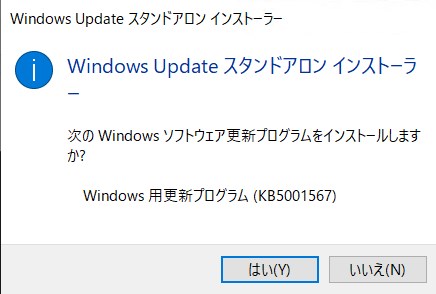 Windows Update スタンドアロン インストーラー
Windows Update スタンドアロン インストーラ
ー
次の Windows ソフトウェア更新プログラムをインストールします
か?
Windows 用更新プログラム (KB5001567)
はい(Y)
いいえ(N)